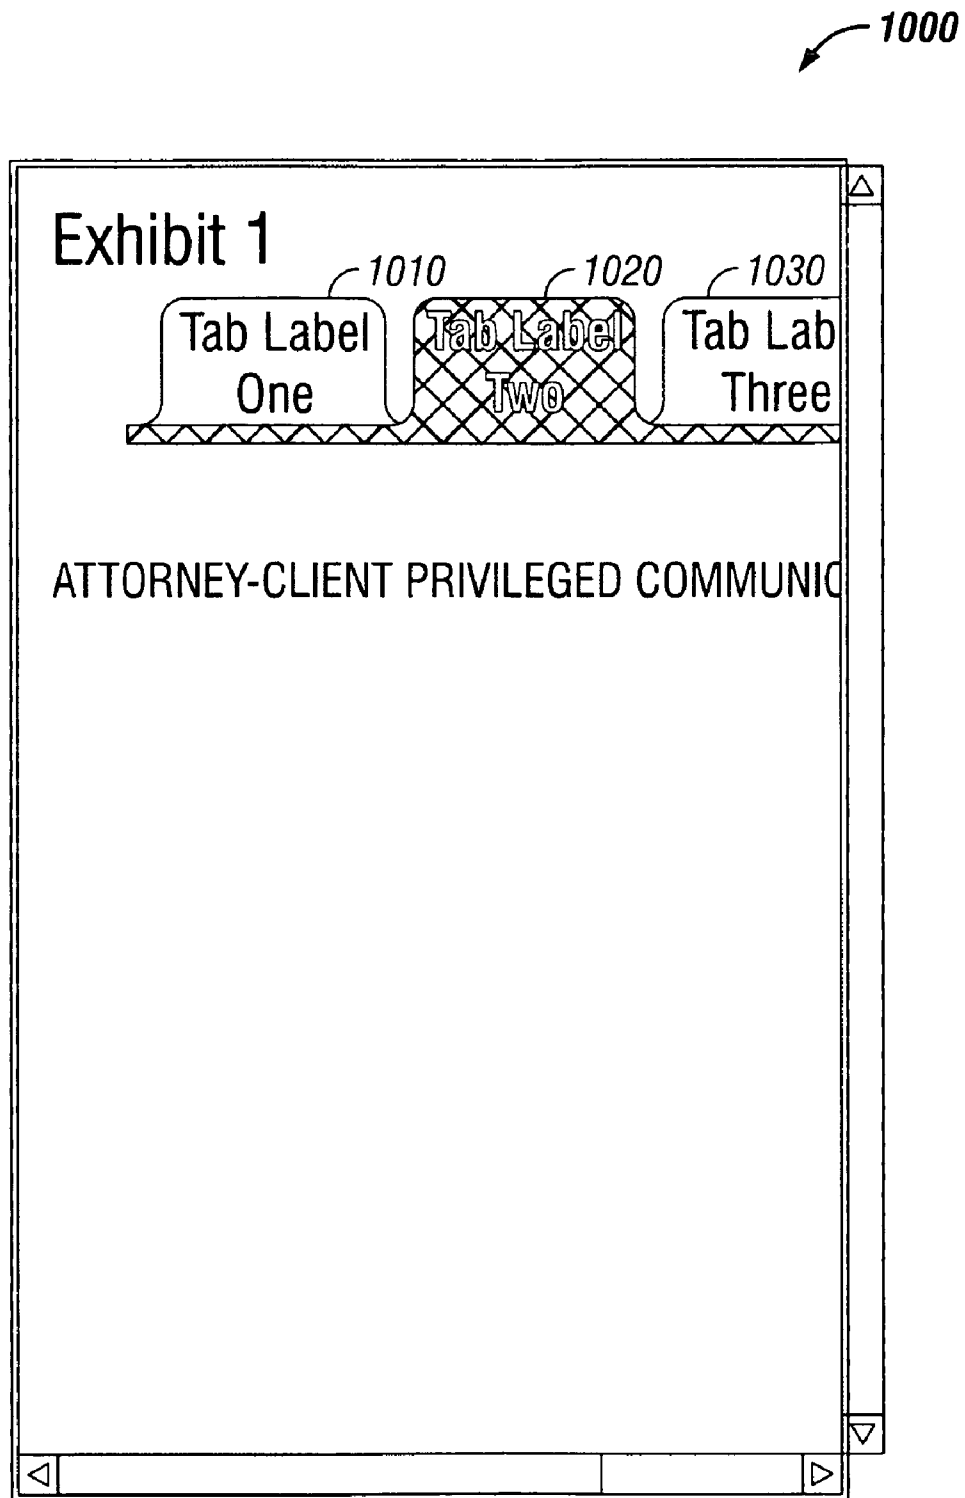 1000
Exhibit 1
1010 1020 1030
Tab Label Tab Label Tab Lab
One Two Three
ATTORNEY-CLIENT PRIVILEGED COMMUNIC